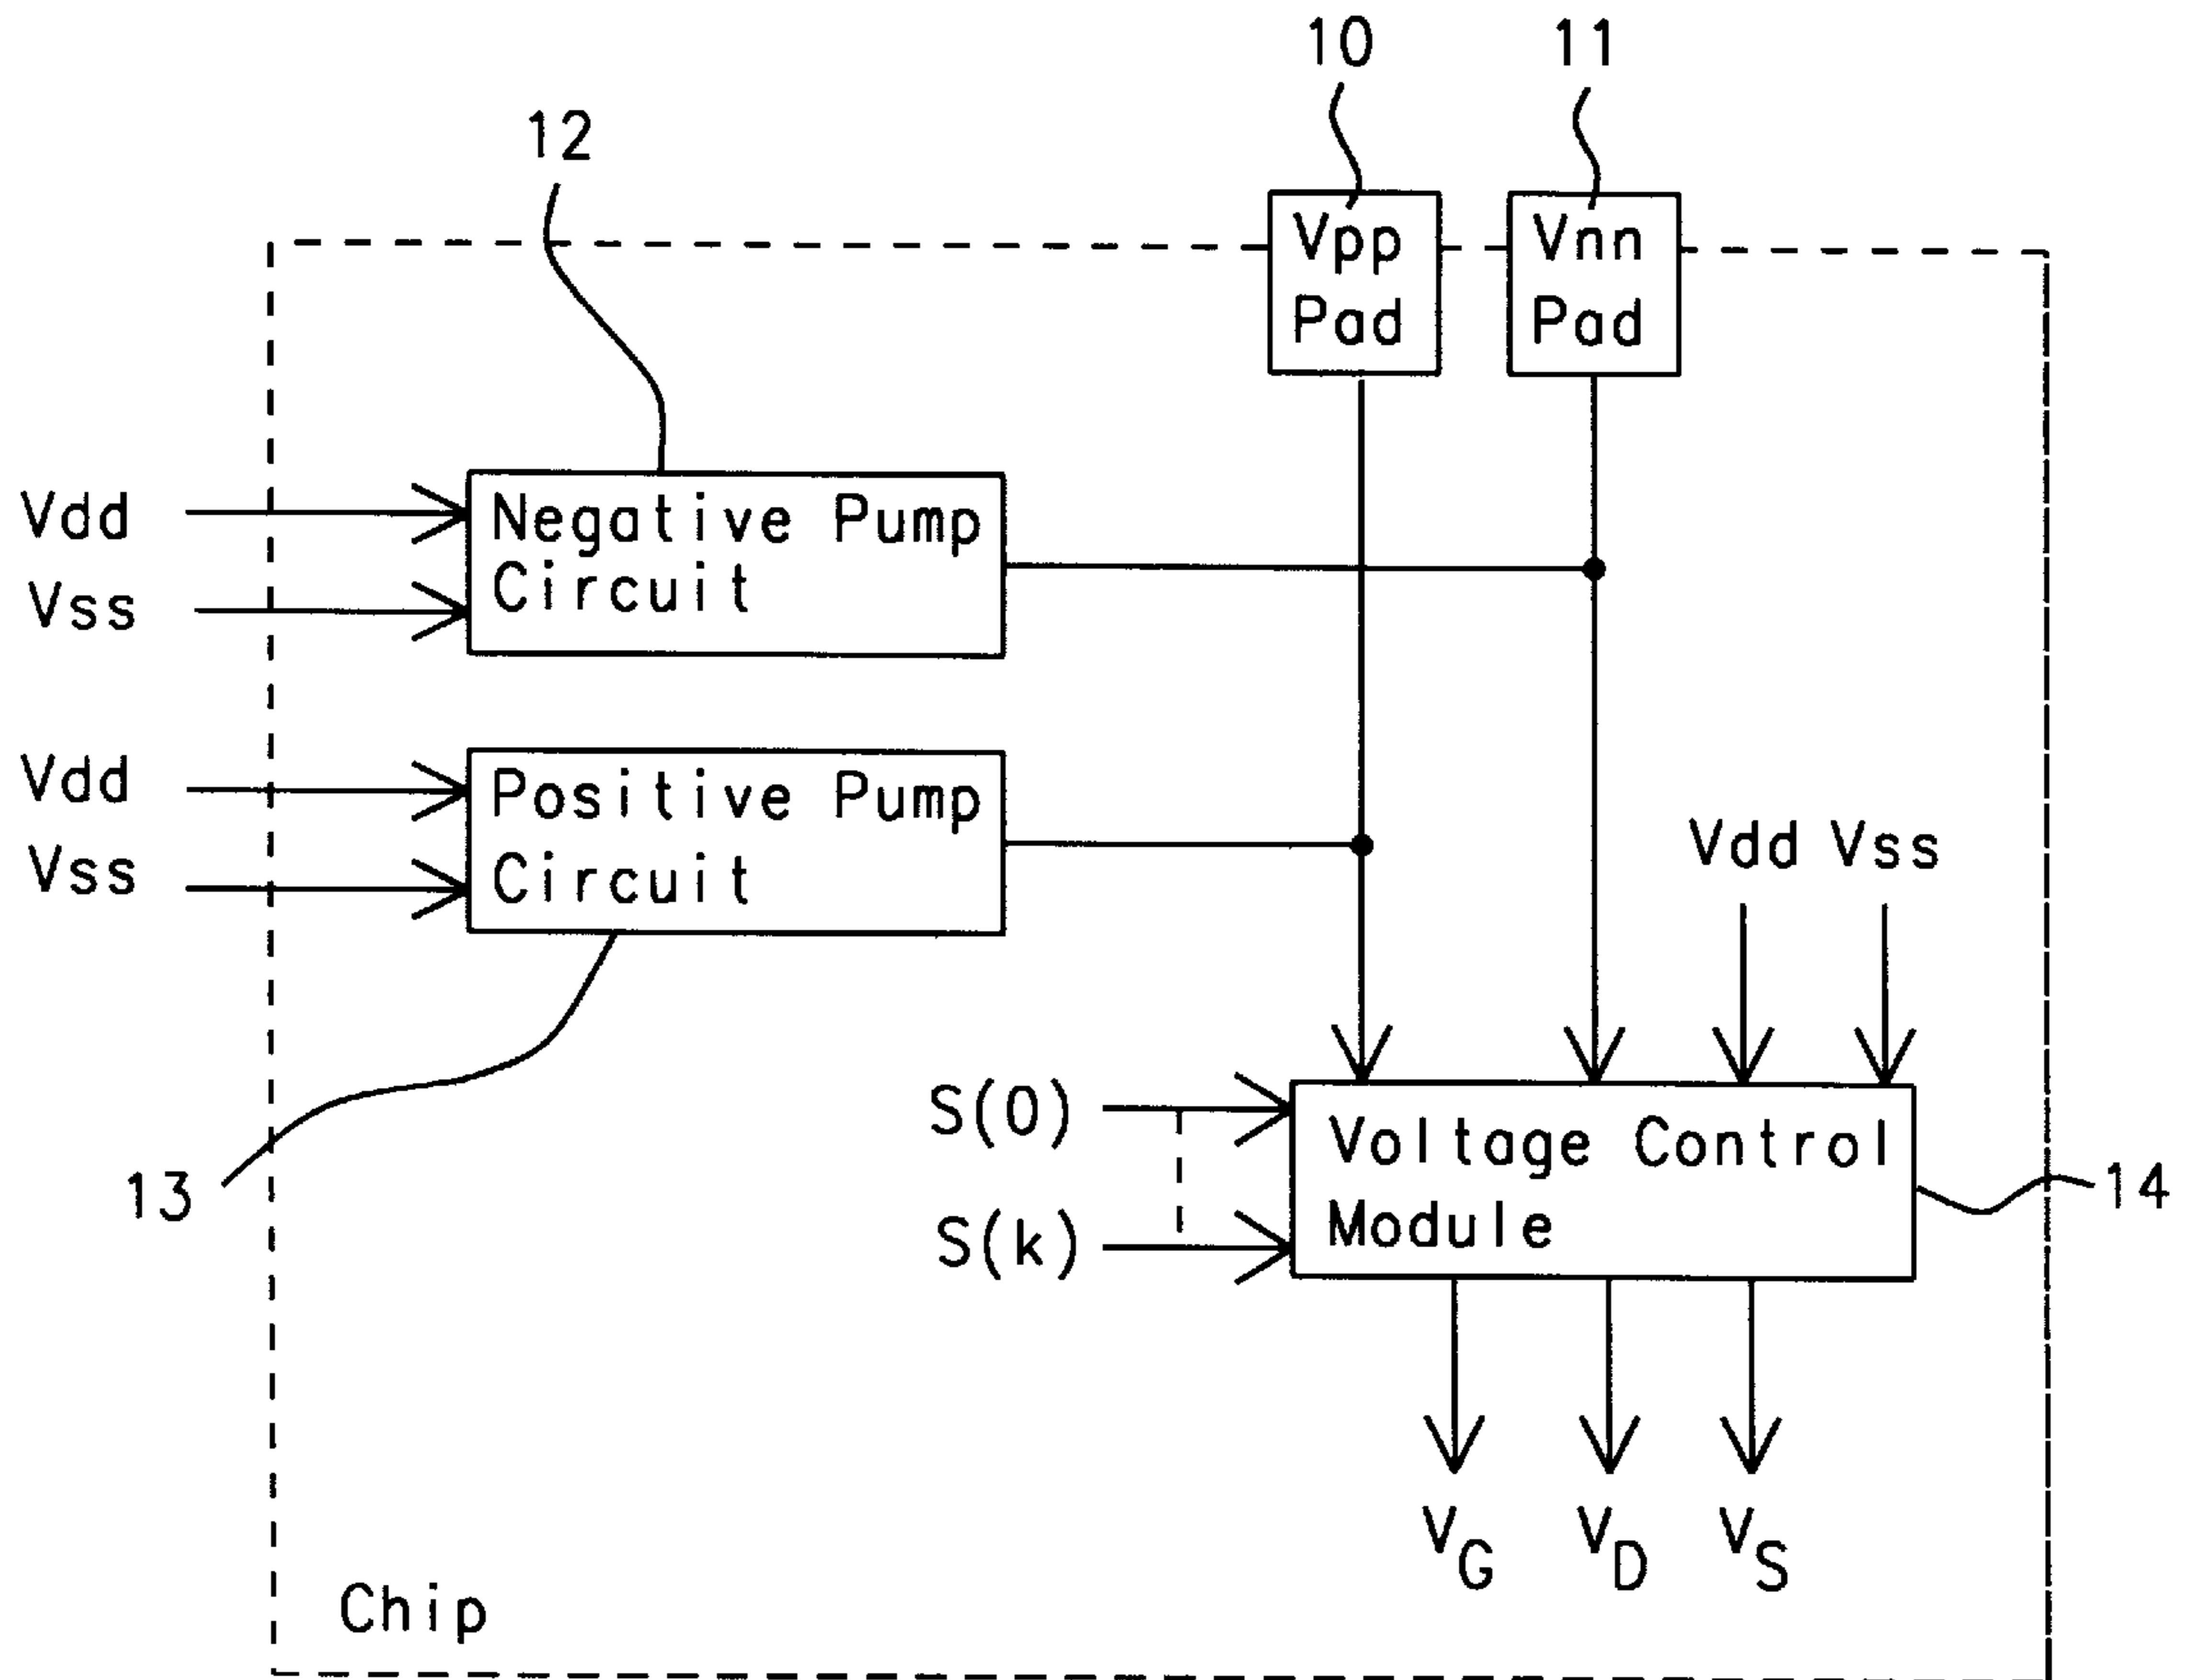 10
11
12
Vpp
Pad
Vnn
Pad
Vdd
Vss
Negative Pump
Circuit
Vdd
Vss
Positive Pump
Circuit
Vdd Vss
13
S(0)
S(k)
Voltage Control
Module
14
VG
VD
VS
Chip